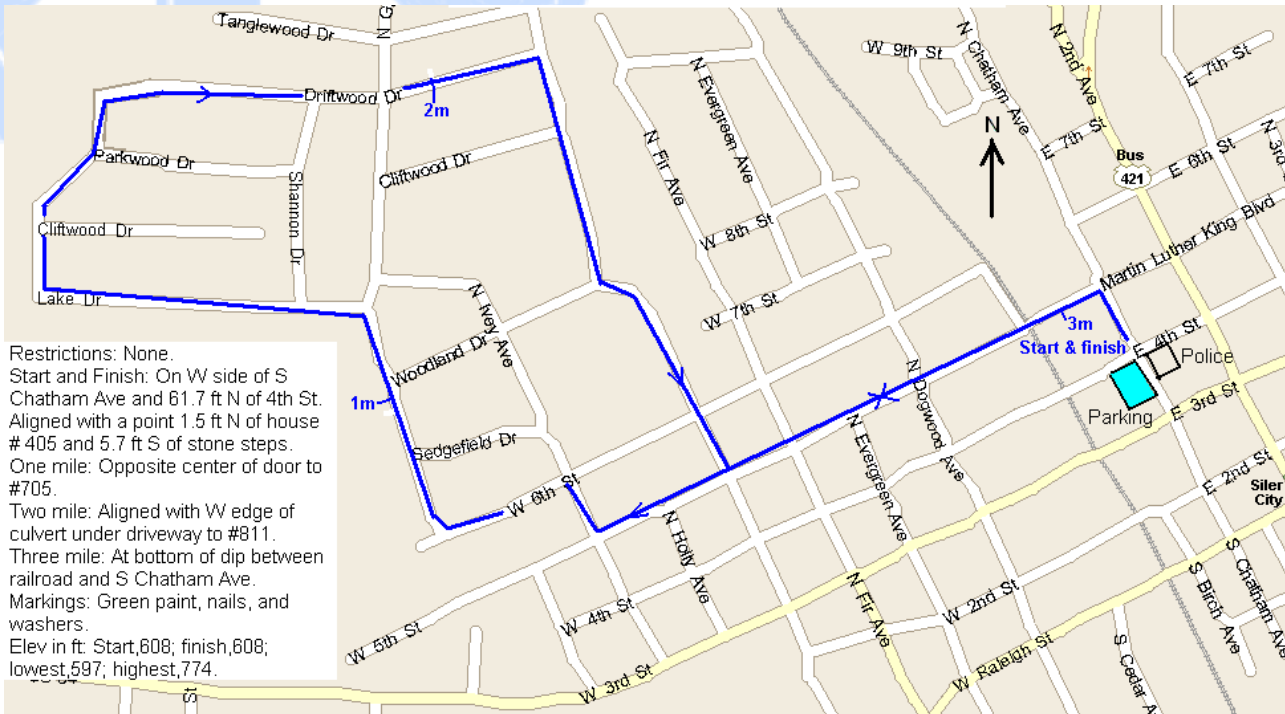 Tanglewood Dr
N G
W 9th St
N Chatham Ave
N 2nd Ave
E 7th St
N Evergreen Ave
Driftwood Dr
2m
N Fir Ave
N
E 7th St
Bus
421
E 6th St
N 3rd
Parkwood Dr
Cliftwood Dr
Shannon Dr
Martin Luther King Blvd
Cliftwood Dr
W 8th St
Lake Dr
N Ivey Ave
W 7th St
3m
Start & finish
E 4th St
Police
Woodland Dr
N Dogwood Ave
Parking
E 3rd St
1m
Sedgefield Dr
N Evergreen Ave
E 2nd St
Siler
City
W 6th St
N Holly Ave
N Fir Ave
W 2nd St
S Birch Ave
S Chatham Ave
W 4th St
W 5th St
S Cedar A
W Raleigh St
W 3rd St
St
Restrictions: None.
Start and Finish: On W side of S
Chatham Ave and 61.7 ft N of 4th St.
Aligned with a point 1.5 ft N of house
# 405 and 5.7 ft S of stone steps.
One mile: Opposite center of door to
#705.
Two mile: Aligned with W edge of
culvert under driveway to #811.
Three mile: At bottom of dip between
railroad and S Chatham Ave.
Markings: Green paint, nails, and
washers.
Elev in ft: Start,608; finish,608;
lowest,597; highest,774.